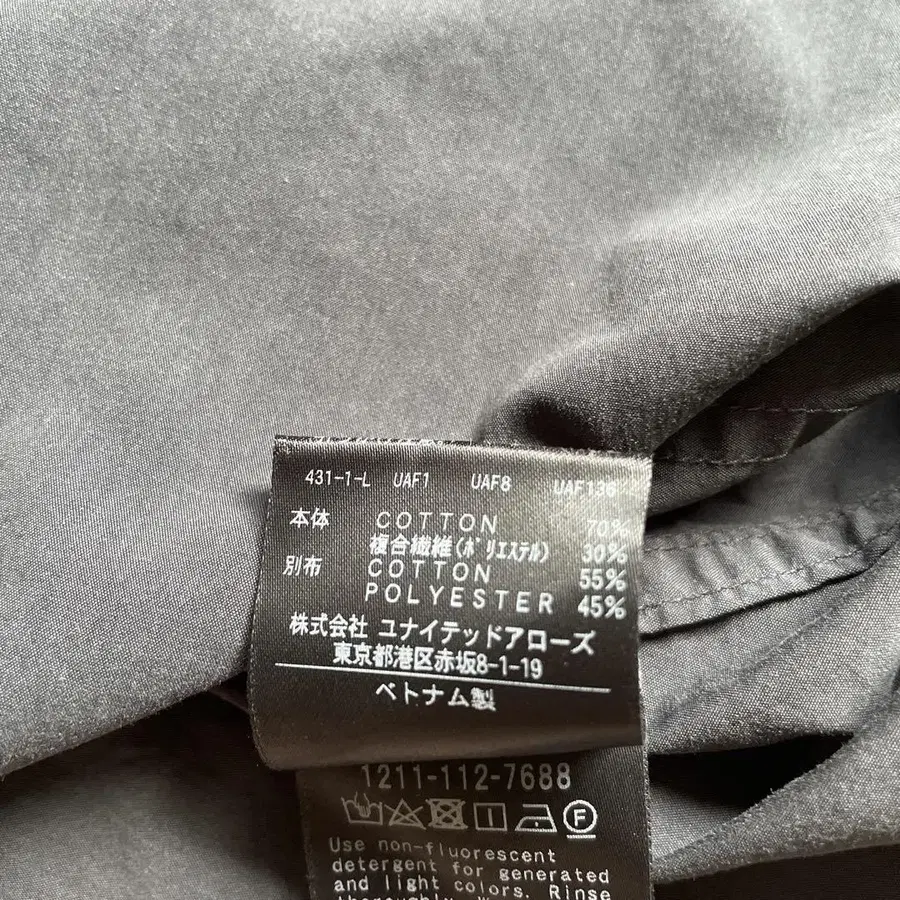 431-1-L UAF1 UAF8 UAF136
本体 COTTON 70%
複合繊維(ポリエステル) 30%
別布 COTTON 55%
POLYESTER 45%
株式会社 ユナイテッドアローズ
東京都港区赤坂8-1-19
ベトナム製
1211-112-7688
F
Use non-fluorescent
detergent for generated
and light colors. Rinse